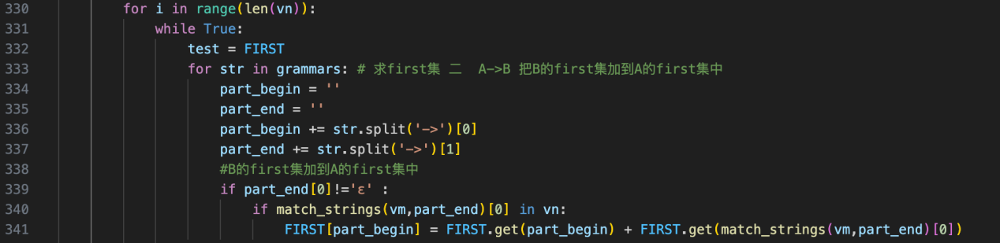 330 for i in range(len(vn)):
331 while True:
332 test = FIRST
333 for str in grammars: # 求first集 二  A->B 把B的first集加到A的first集中
334 part_begin = ''
335 part_end = ''
336 part_begin += str.split('->')[0]
337 part_end += str.split('->')[1]
338 #B的first集加到A的first集中
339 if part_end[0]!='ε' :
340 if match_strings(vm,part_end)[0] in vn:
341 FIRST[part_begin] = FIRST.get(part_begin) + FIRST.get(match_strings(vm,part_end)[0])